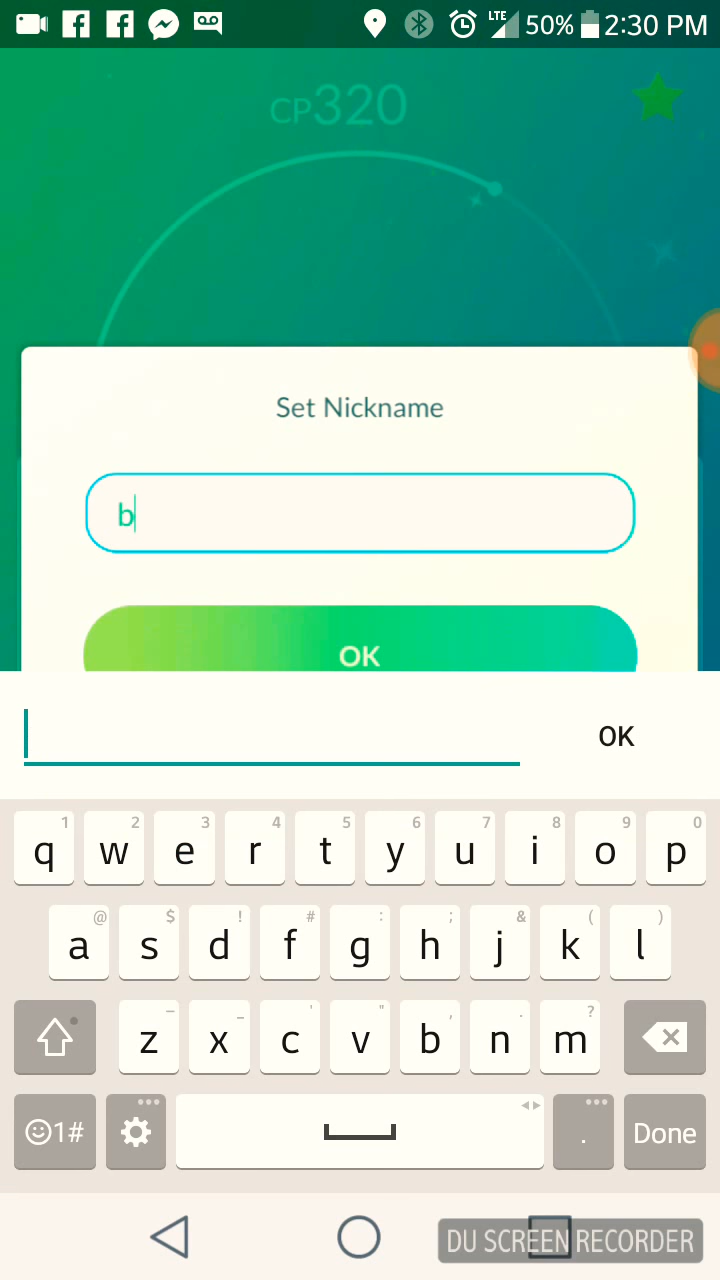 LTE 50% 2:30 PM
CP320
Set Nickname
b
OK
OK
1 2 3 4 5 6 7 8 9 0
q w e r t y u i o p
@ $ ! # : ; & ( )
a s d f g h j k l
– _ ' " , . ?
z x c v b n m
1# . Done
DU SCREEN RECORDER